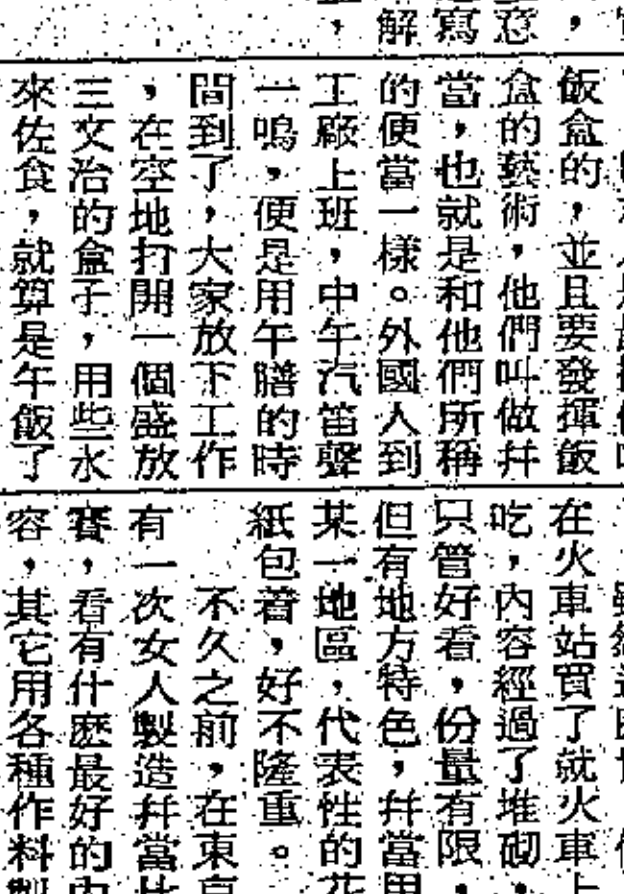 ，
意
寫
解
，
飯盒的，並且要發揮飯
盒的藝術，他們叫做幷
當，也就是和他們所稱
的便當一樣。外國人到
工廠上班，中午汽笛聲
一鳴，便是用午膳的時
間到了，大家放下工作
，在空地打開一個盛放
三文治的盒子，用些水
來佐食，就算是午飯了
在火車站買了就火車上
吃，內容經過了堆砌，
只管好看，份量有限，
但有地方特色，幷當用
某一地區，代表性的花
紙包着，好不隆重。
不久之前，在東京
有一次女人製造幷當比
賽，看有什麽最好的內
容，其它用各種作料製